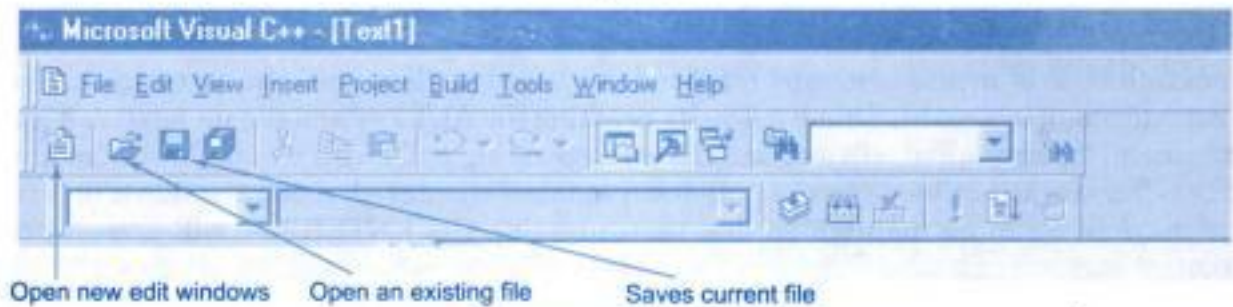 Microsoft Visual C++ - [Text1]
File Edit View Insert Project Build Tools Window Help
Open new edit windows Open an existing file Saves current file